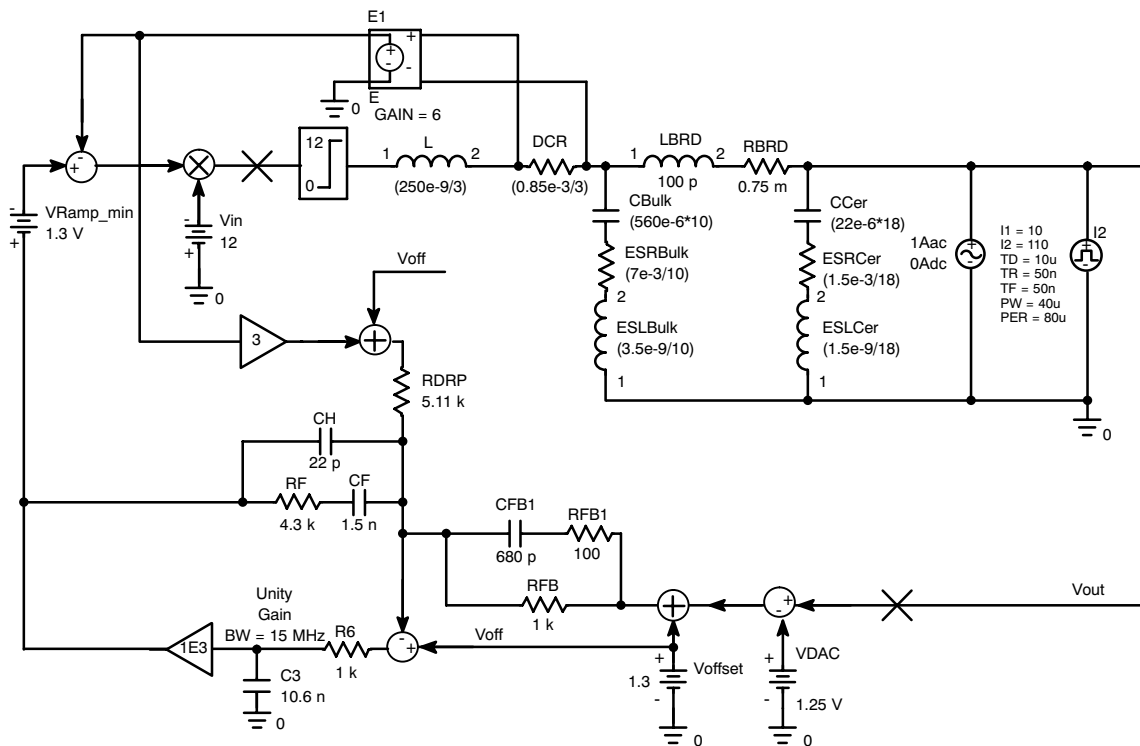 E1
+
-
+
-
E
0
GAIN = 6
-
+
12
0
1
L
2
(250e-9/3)
DCR
(0.85e-3/3)
1
LBRD
2
100 p
RBRD
0.75 m
-
+
VRamp_min
1.3 V
-
+
Vin
12
0
CBulk
(560e-6*10)
ESRBulk
(7e-3/10)
2
ESLBulk
(3.5e-9/10)
1
CCer
(22e-6*18)
ESRCer
(1.5e-3/18)
2
ESLCer
(1.5e-9/18)
1
1Aac
0Adc
+
-
I1 = 10
I2 = 110
TD = 10u
TR = 50n
TF = 50n
PW = 40u
PER = 80u
I2
+
-
0
Voff
3
+
RDRP
5.11 k
CH
22 p
RF
4.3 k
CF
1.5 n
CFB1
680 p
RFB1
100
RFB
1 k
+
+
-
Vout
Unity
Gain
BW = 15 MHz
1E3
R6
1 k
-
+
Voff
C3
10.6 n
0
+
-
1.3
Voffset
0
+
-
VDAC
1.25 V
0